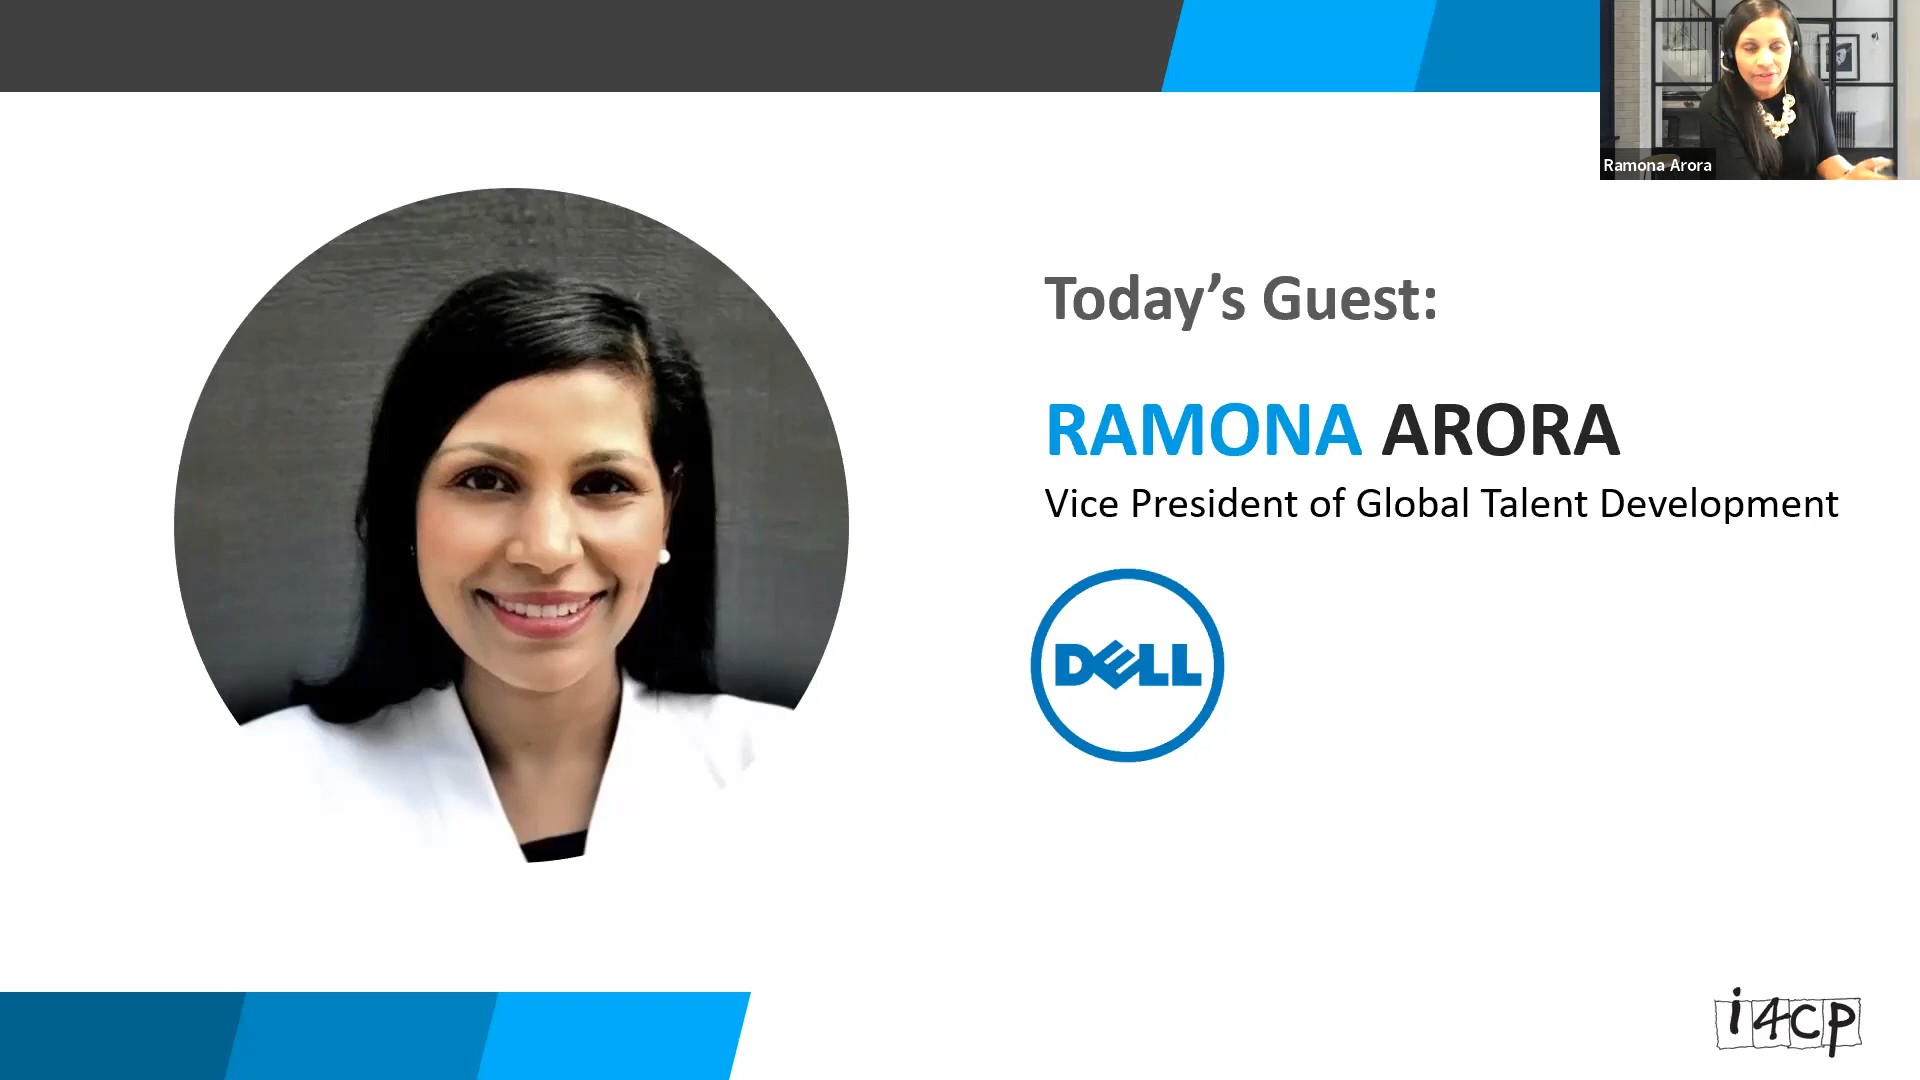 Ramona Arora
Today’s Guest:
RAMONA ARORA
Vice President of Global Talent Development
DELL
i4cp